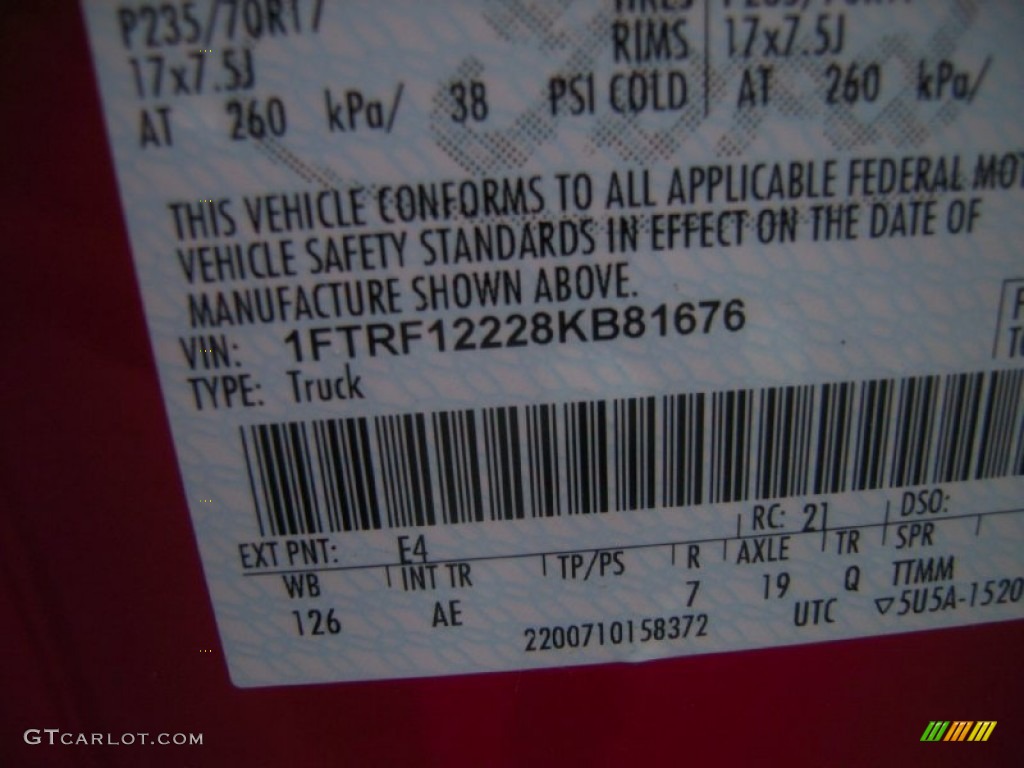 P235/70R17
17x7.5J RIMS 17x7.5J
AT 260 kPa/ 38 PSI COLD AT 260 kPa/
THIS VEHICLE CONFORMS TO ALL APPLICABLE FEDERAL MOT
VEHICLE SAFETY STANDARDS IN EFFECT ON THE DATE OF
MANUFACTURE SHOWN ABOVE.
VIN: 1FTRF12228KB81676
TYPE: Truck
EXT PNT: E4 RC: 21 DSO:
WB INT TR TP/PS R AXLE TR SPR
126 AE 7 19 Q TTMM
2200710158372 UTC ▽5U5A-1520
GTCARLOT.COM